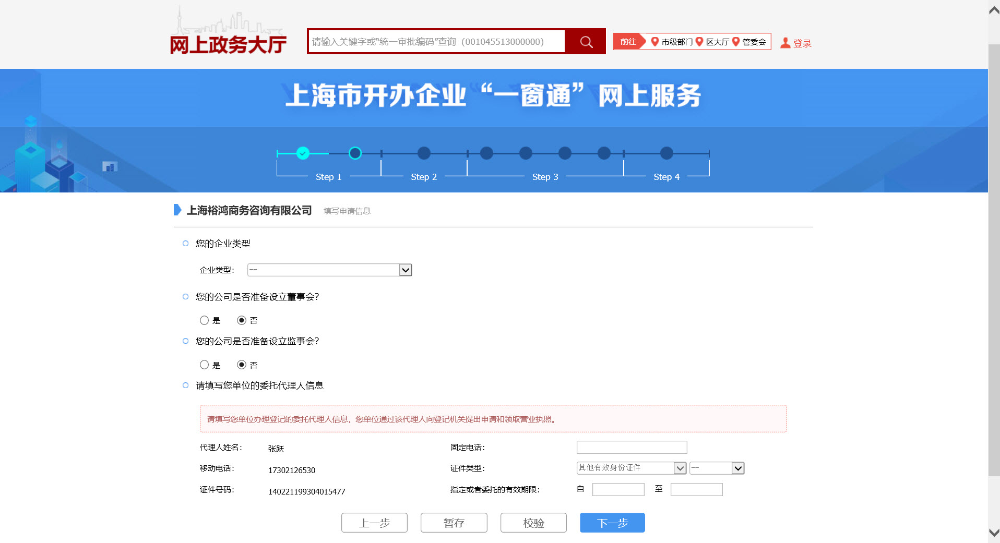 网上政务大厅
请输入关键字或“统一审批编码”查询（001045513000000）
前往 市级部门 区大厅 管委会 登录
上海市开办企业“一窗通” 网上服务
Step 1 Step 2 Step 3 Step 4
上海裕鸿商务咨询有限公司 填写申请信息
您的企业类型
企业类型： --
您的公司是否准备设立董事会?
是 否
您的公司是否准备设立监事会?
是 否
请填写您单位的委托代理人信息
请填写您单位办理登记的委托代理人信息，您单位通过该代理人向登记机关提出申请和领取营业执照。
代理人姓名： 张跃 固定电话：
移动电话： 17302126530 证件类型： 其他有效身份证件 --
证件号码： 140221199304015477 指定或者委托的有效期限： 自 至
上一步 暂存 校验 下一步